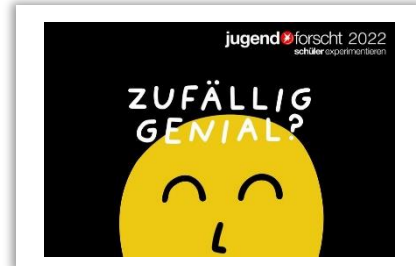 jugend forscht 2022
schüler experimentieren
ZUFÄLLIG
GENIAL?